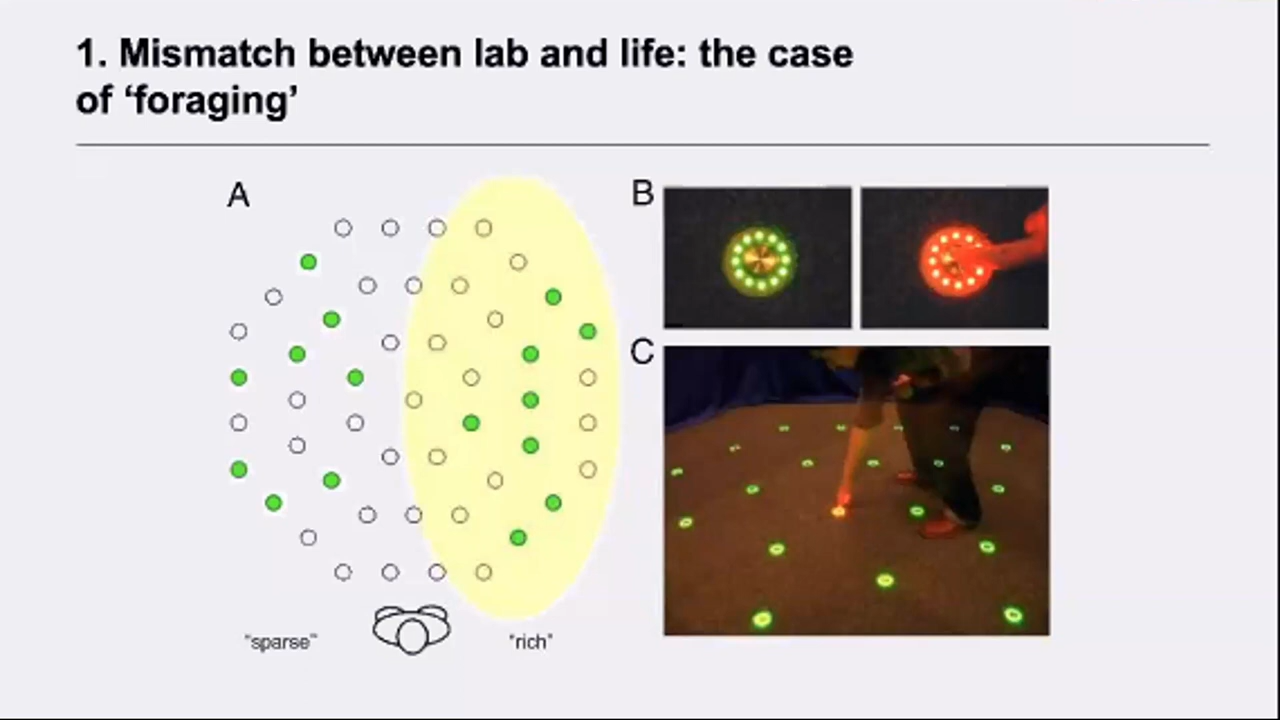 1. Mismatch between lab and life: the case
of ‘foraging’
A
B
C
"sparse"
"rich"